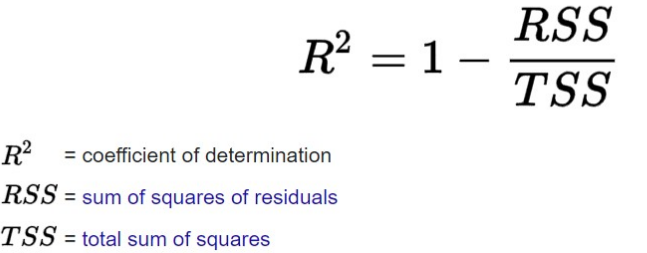 R² = 1 − RSS/TSS
R² = coefficient of determination
RSS = sum of squares of residuals
TSS = total sum of squares